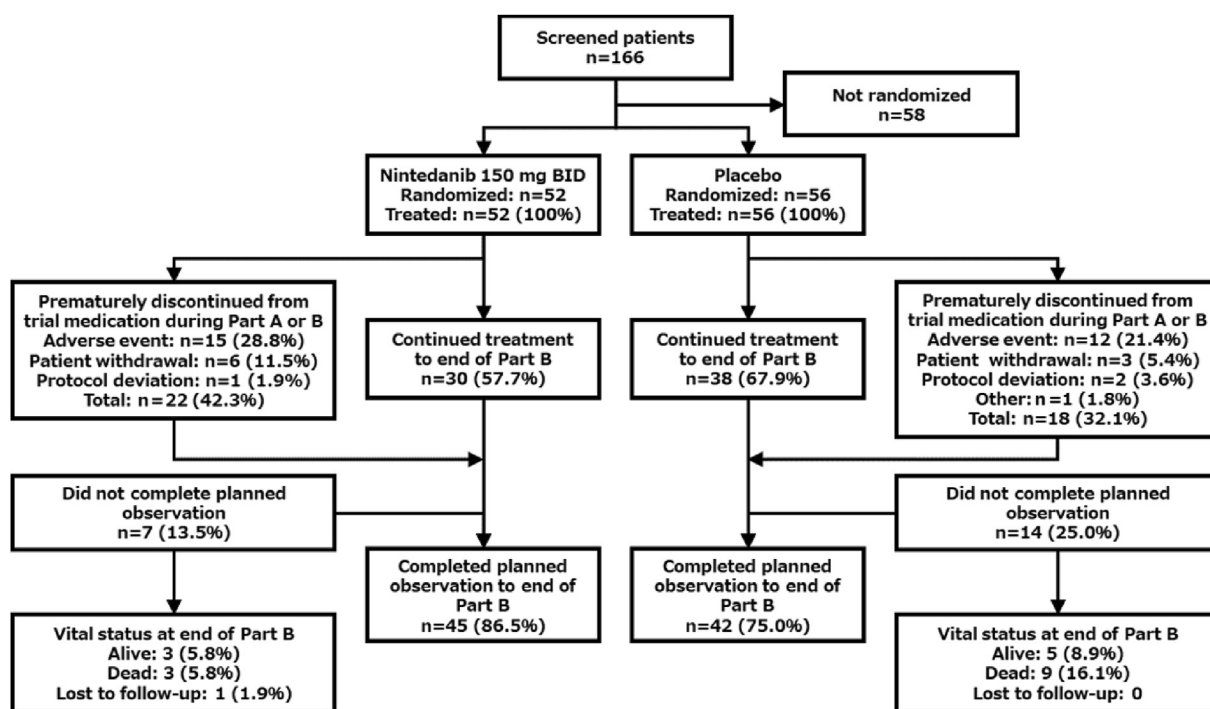 Screened patients
n=166
Not randomized
n=58
Nintedanib 150 mg BID
Randomized: n=52
Treated: n=52 (100%)
Placebo
Randomized: n=56
Treated: n=56 (100%)
Prematurely discontinued from
trial medication during Part A or B
Adverse event: n=15 (28.8%)
Patient withdrawal: n=6 (11.5%)
Protocol deviation: n=1 (1.9%)
Total: n=22 (42.3%)
Continued treatment
to end of Part B
n=30 (57.7%)
Continued treatment
to end of Part B
n=38 (67.9%)
Prematurely discontinued from
trial medication during Part A or B
Adverse event: n=12 (21.4%)
Patient withdrawal: n=3 (5.4%)
Protocol deviation: n=2 (3.6%)
Other: n=1 (1.8%)
Total: n=18 (32.1%)
Did not complete planned
observation
n=7 (13.5%)
Completed planned
observation to end of
Part B
n=45 (86.5%)
Completed planned
observation to end of
Part B
n=42 (75.0%)
Did not complete planned
observation
n=14 (25.0%)
Vital status at end of Part B
Alive: 3 (5.8%)
Dead: 3 (5.8%)
Lost to follow-up: 1 (1.9%)
Vital status at end of Part B
Alive: 5 (8.9%)
Dead: 9 (16.1%)
Lost to follow-up: 0